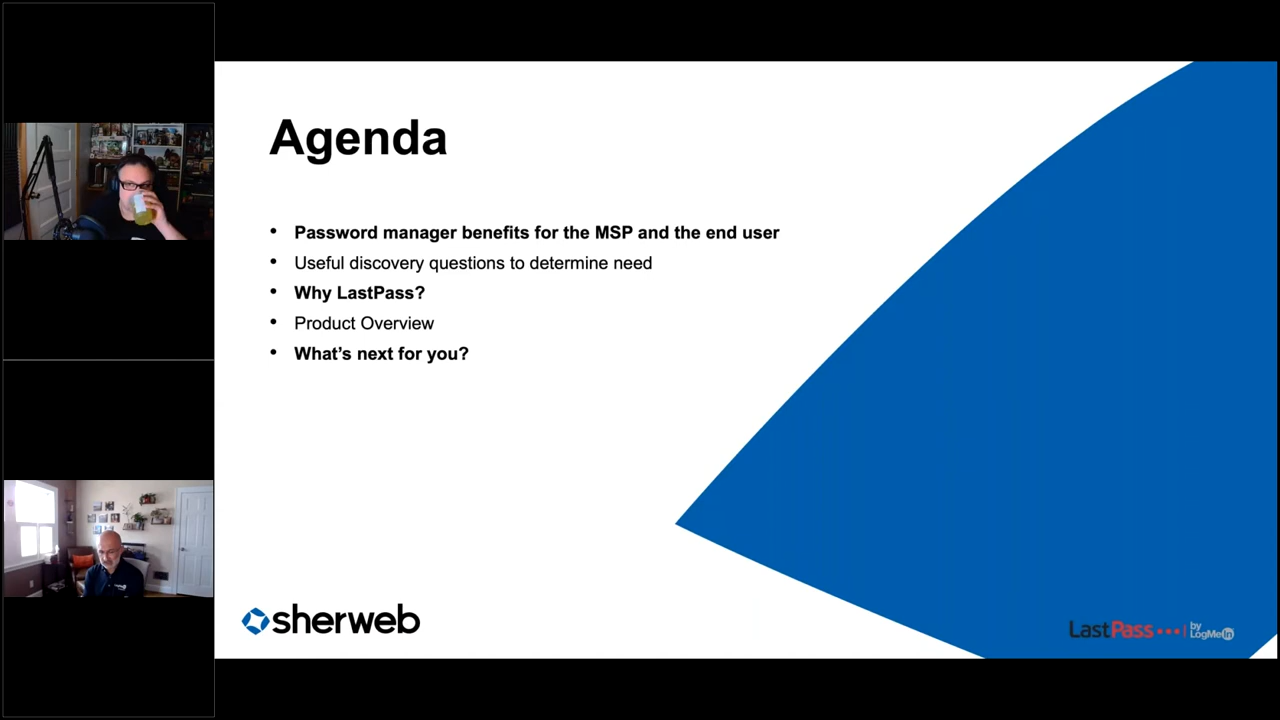 Agenda
• Password manager benefits for the MSP and the end user
• Useful discovery questions to determine need
• Why LastPass?
• Product Overview
• What’s next for you?
sherweb
LastPass •••| by LogMeIn